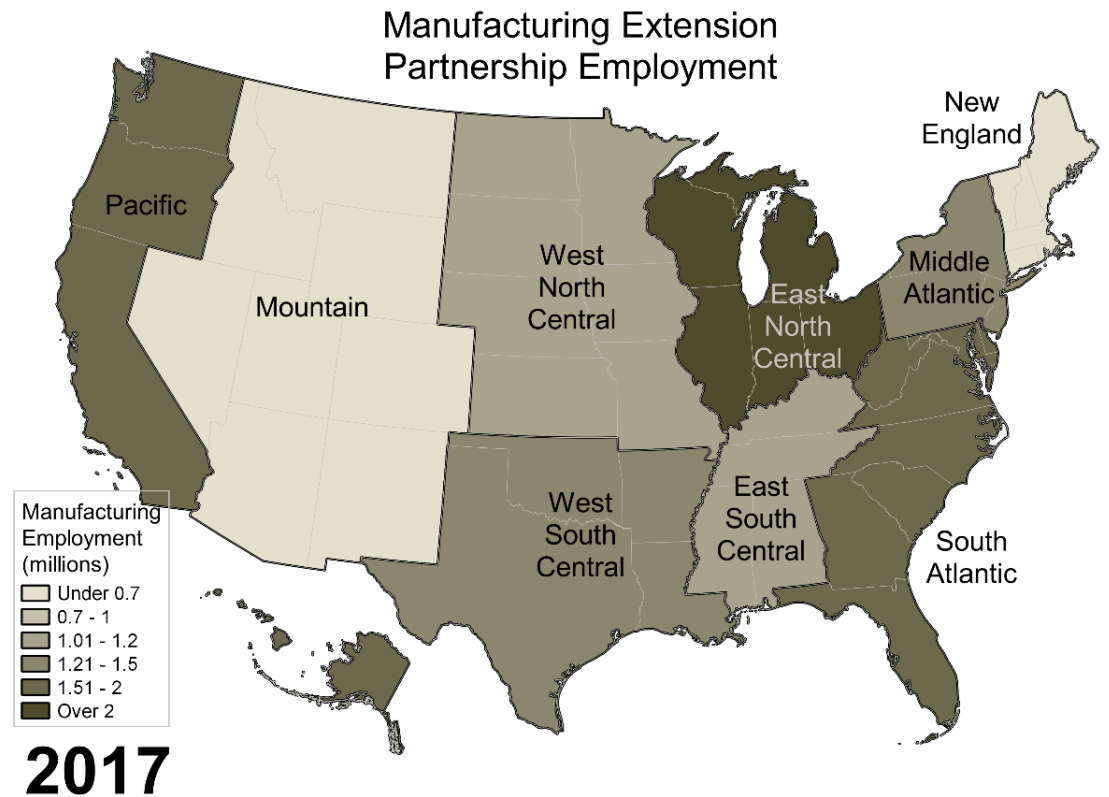 Manufacturing Extension
Partnership Employment
New
England
Pacific
Middle
Atlantic
West
North
Central
Mountain
East
North
Central
West
South
Central
East
South
Central
South
Atlantic
Manufacturing
Employment
(millions)
Under 0.7
0.7 - 1
1.01 - 1.2
1.21 - 1.5
1.51 - 2
Over 2
2017